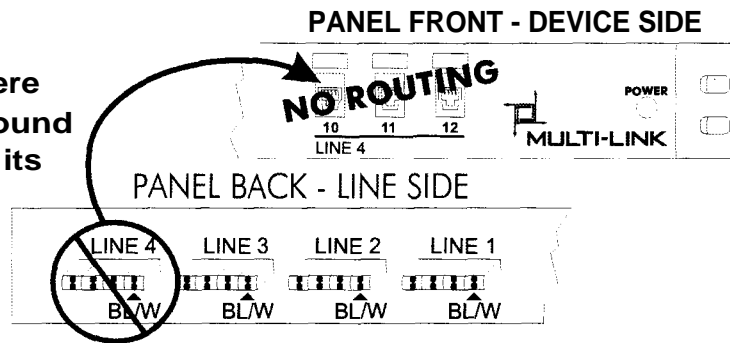 PANEL FRONT - DEVICE SIDE
ere
ound
its
NO ROUTING
10 11 12
LINE 4
POWER
MULTI-LINK
PANEL BACK - LINE SIDE
LINE 4 LINE 3 LINE 2 LINE 1
BL/W BL/W BL/W BL/W